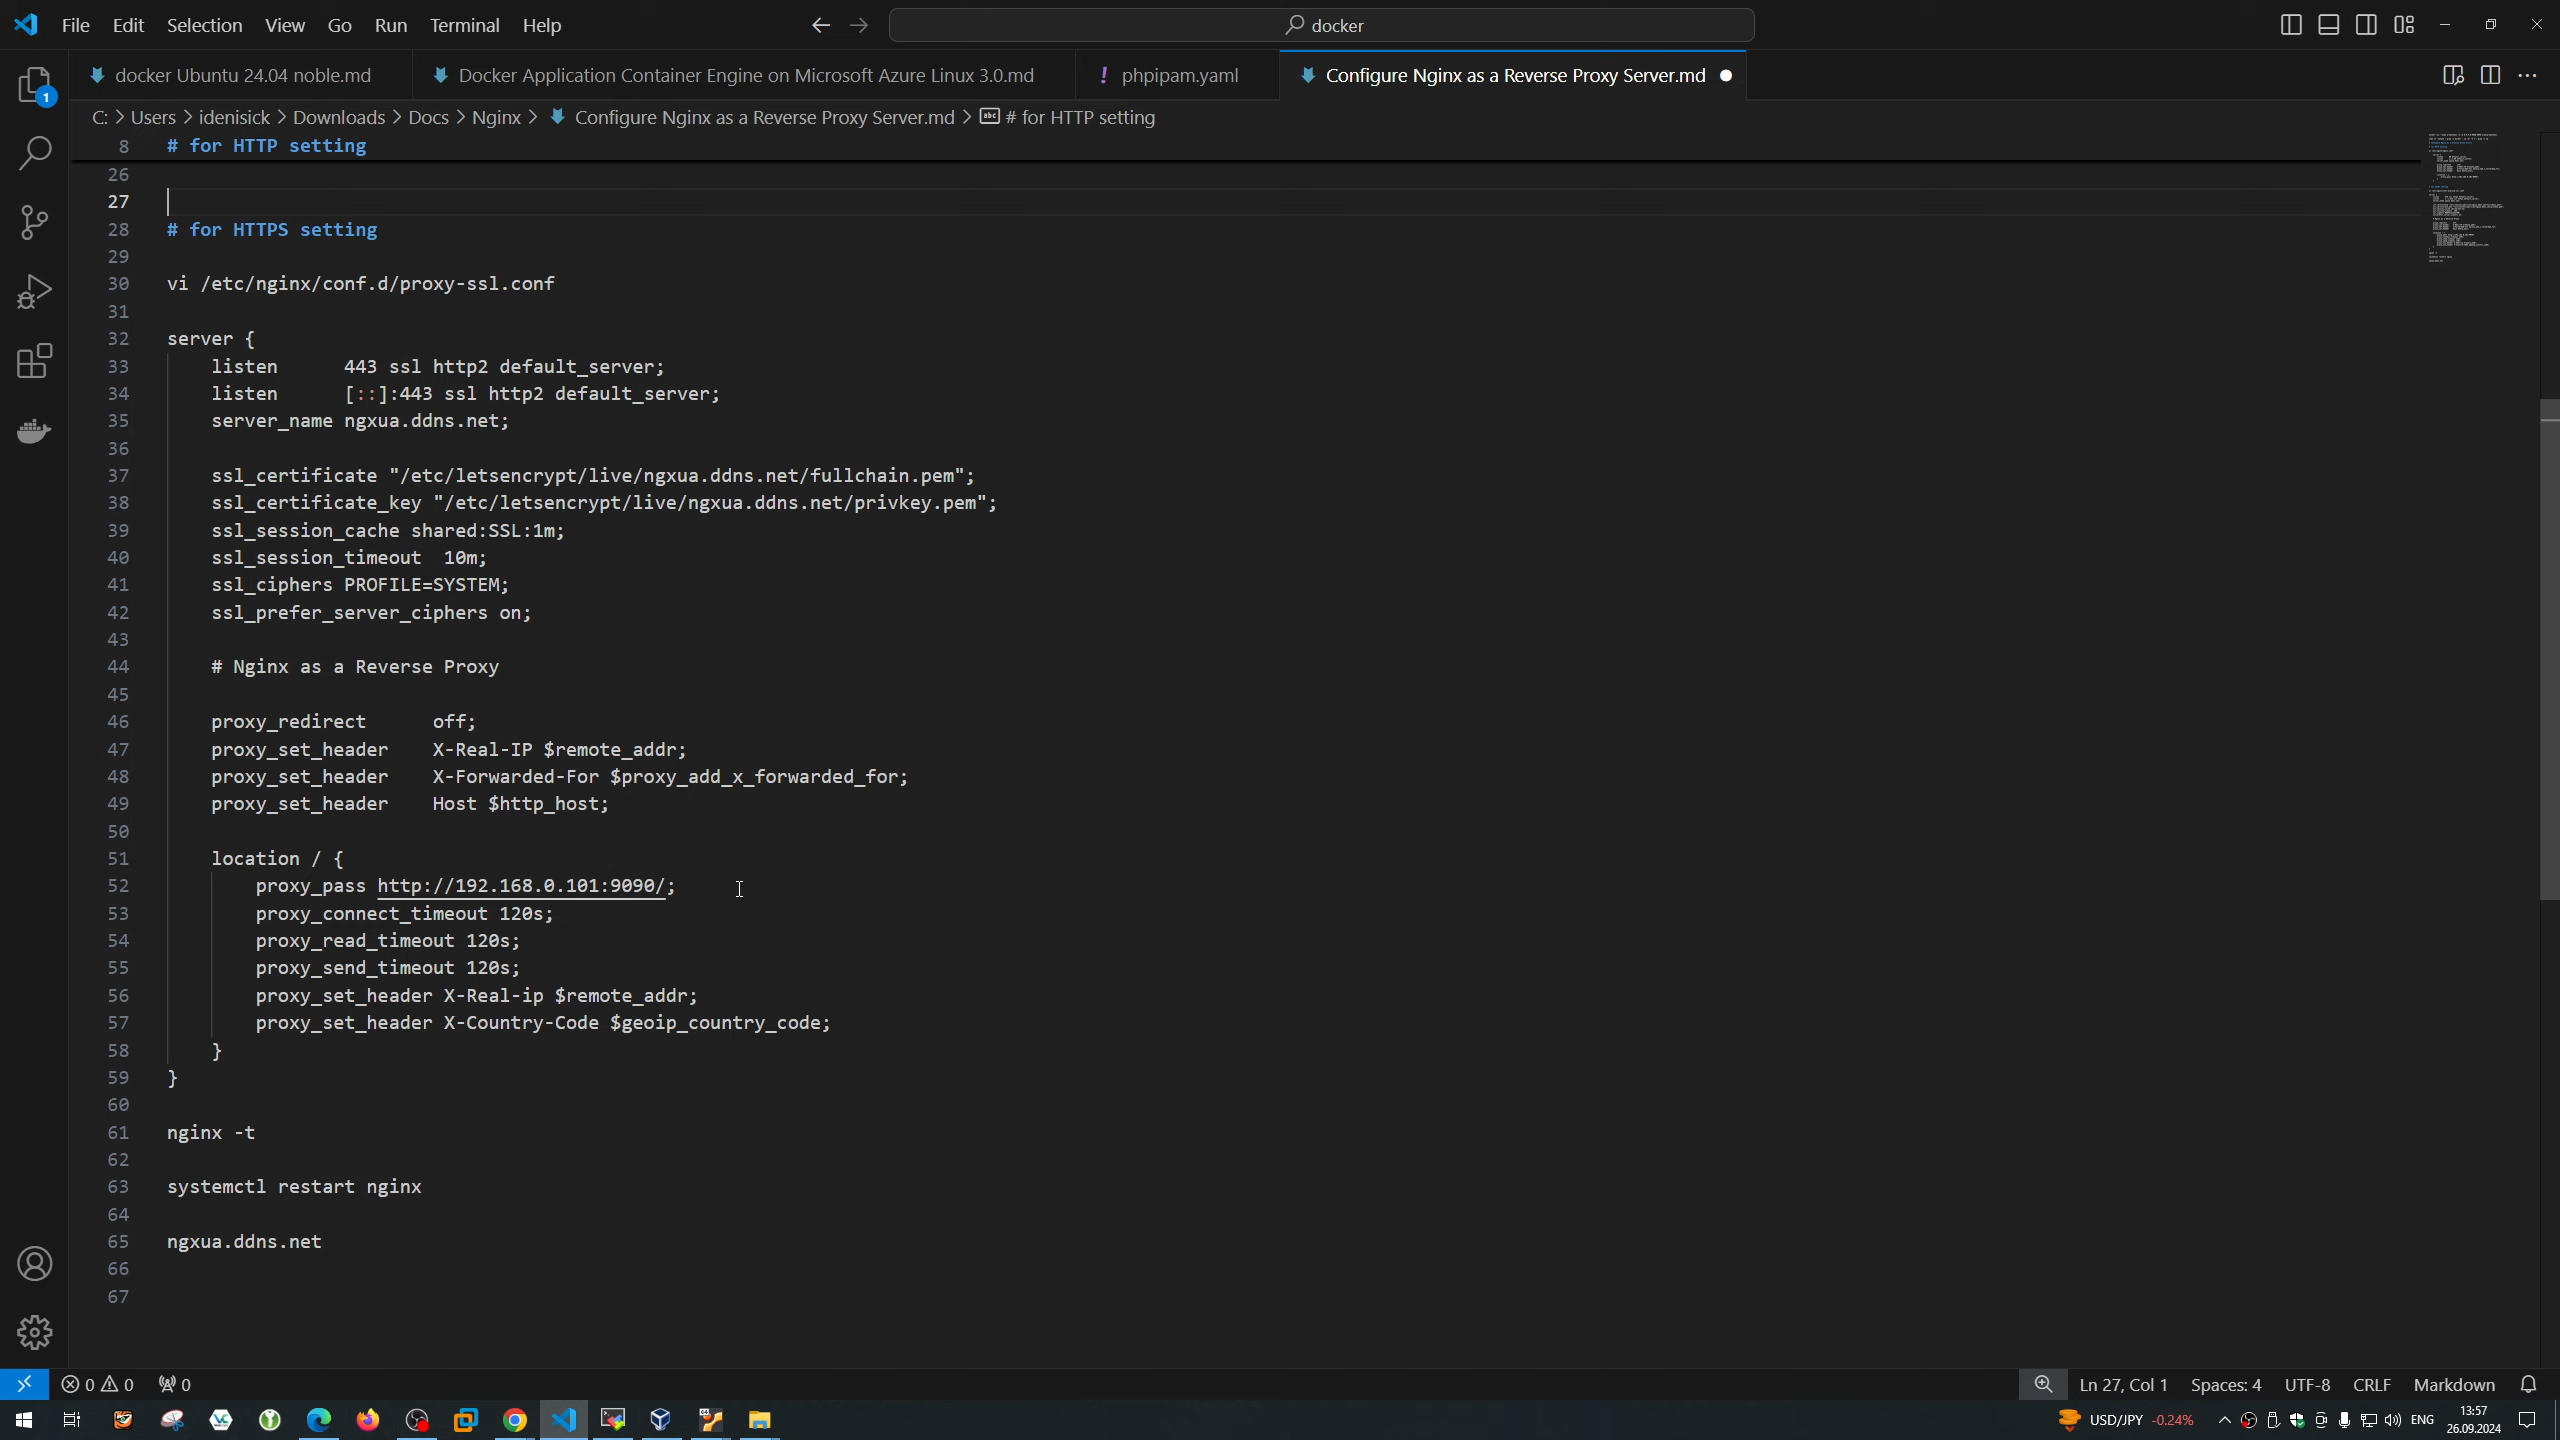 File Edit Selection View Go Run Terminal Help
docker
docker Ubuntu 24.04 noble.md
Docker Application Container Engine on Microsoft Azure Linux 3.0.md
! phpipam.yaml
Configure Nginx as a Reverse Proxy Server.md
C: > Users > idenisick > Downloads > Docs > Nginx > Configure Nginx as a Reverse Proxy Server.md > # for HTTP setting
8 # for HTTP setting
26
27
28 # for HTTPS setting
29
30 vi /etc/nginx/conf.d/proxy-ssl.conf
31
32 server {
33 listen 443 ssl http2 default_server;
34 listen [::]:443 ssl http2 default_server;
35 server_name ngxua.ddns.net;
36
37 ssl_certificate "/etc/letsencrypt/live/ngxua.ddns.net/fullchain.pem";
38 ssl_certificate_key "/etc/letsencrypt/live/ngxua.ddns.net/privkey.pem";
39 ssl_session_cache shared:SSL:1m;
40 ssl_session_timeout 10m;
41 ssl_ciphers PROFILE=SYSTEM;
42 ssl_prefer_server_ciphers on;
43
44 # Nginx as a Reverse Proxy
45
46 proxy_redirect off;
47 proxy_set_header X-Real-IP $remote_addr;
48 proxy_set_header X-Forwarded-For $proxy_add_x_forwarded_for;
49 proxy_set_header Host $http_host;
50
51 location / {
52 proxy_pass http://192.168.0.101:9090/;
53 proxy_connect_timeout 120s;
54 proxy_read_timeout 120s;
55 proxy_send_timeout 120s;
56 proxy_set_header X-Real-ip $remote_addr;
57 proxy_set_header X-Country-Code $geoip_country_code;
58 }
59 }
60
61 nginx -t
62
63 systemctl restart nginx
64
65 ngxua.ddns.net
66
67
1
0 0 0
Ln 27, Col 1 Spaces: 4 UTF-8 CRLF Markdown
USD/JPY -0.24% ENG
13:57
26.09.2024